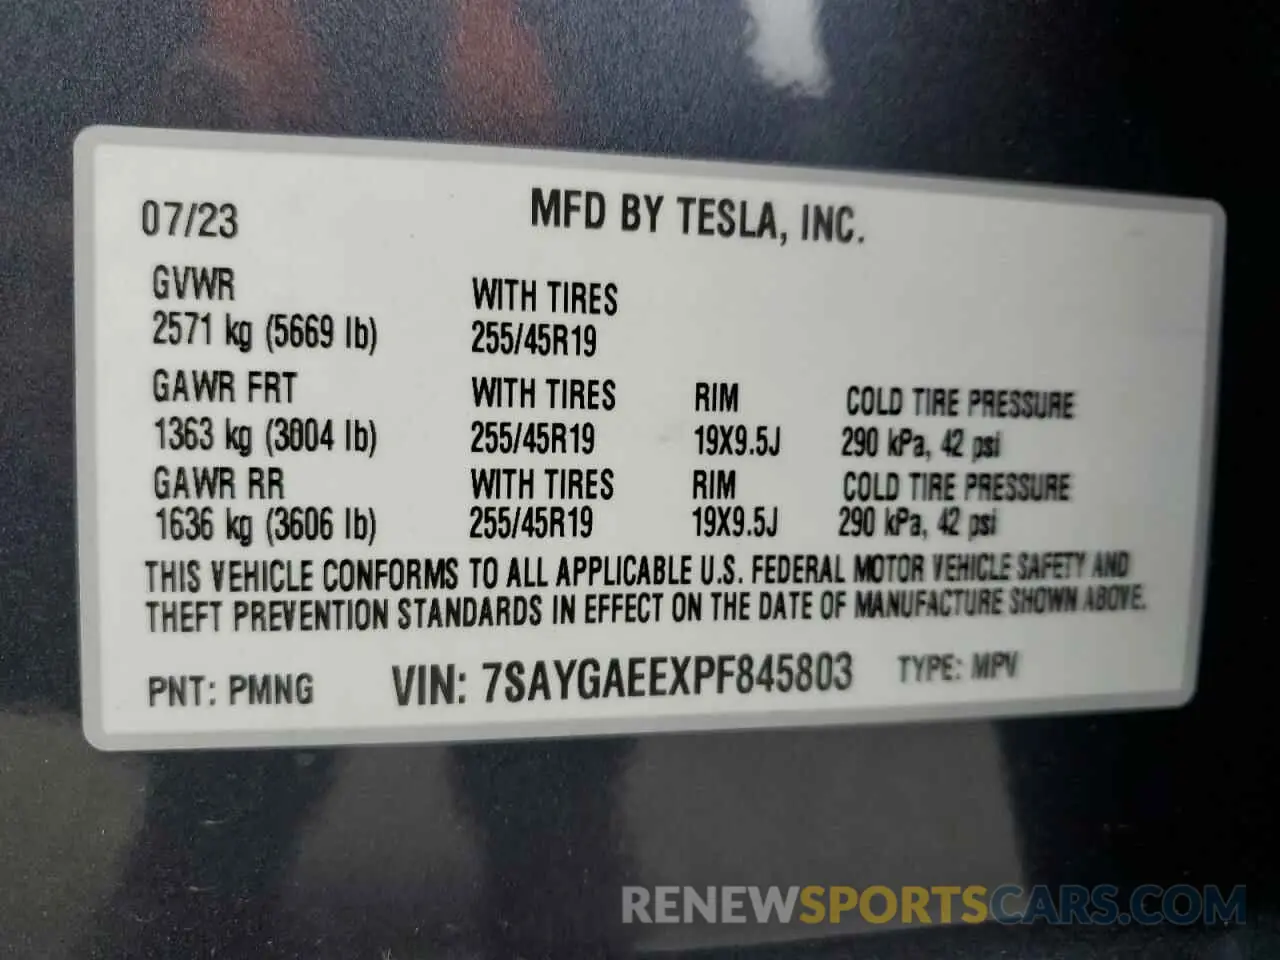 07/23 MFD BY TESLA, INC.
GVWR WITH TIRES
2571 kg (5669 lb) 255/45R19
GAWR FRT WITH TIRES RIM COLD TIRE PRESSURE
1363 kg (3004 lb) 255/45R19 19X9.5J 290 kPa, 42 psi
GAWR RR WITH TIRES RIM COLD TIRE PRESSURE
1636 kg (3606 lb) 255/45R19 19X9.5J 290 kPa, 42 psi
THIS VEHICLE CONFORMS TO ALL APPLICABLE U.S. FEDERAL MOTOR VEHICLE SAFETY AND
THEFT PREVENTION STANDARDS IN EFFECT ON THE DATE OF MANUFACTURE SHOWN ABOVE.
PNT: PMNG VIN: 7SAYGAEEXPF845803 TYPE: MPV
RENEWSPORTSCARS.COM